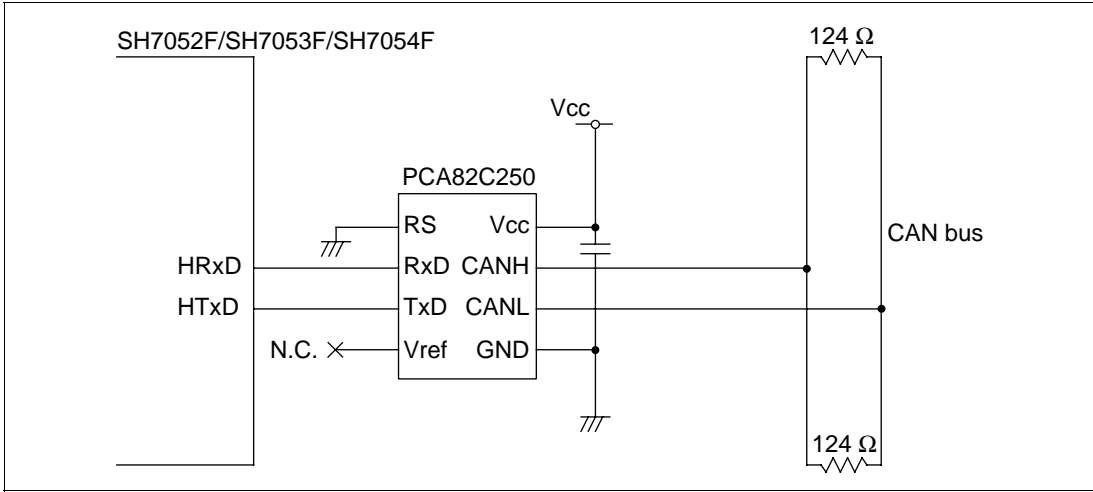 SH7052F/SH7053F/SH7054F
124 Ω
Vcc
PCA82C250
RS Vcc
CAN bus
HRxD RxD CANH
HTxD TxD CANL
N.C. Vref GND
124 Ω